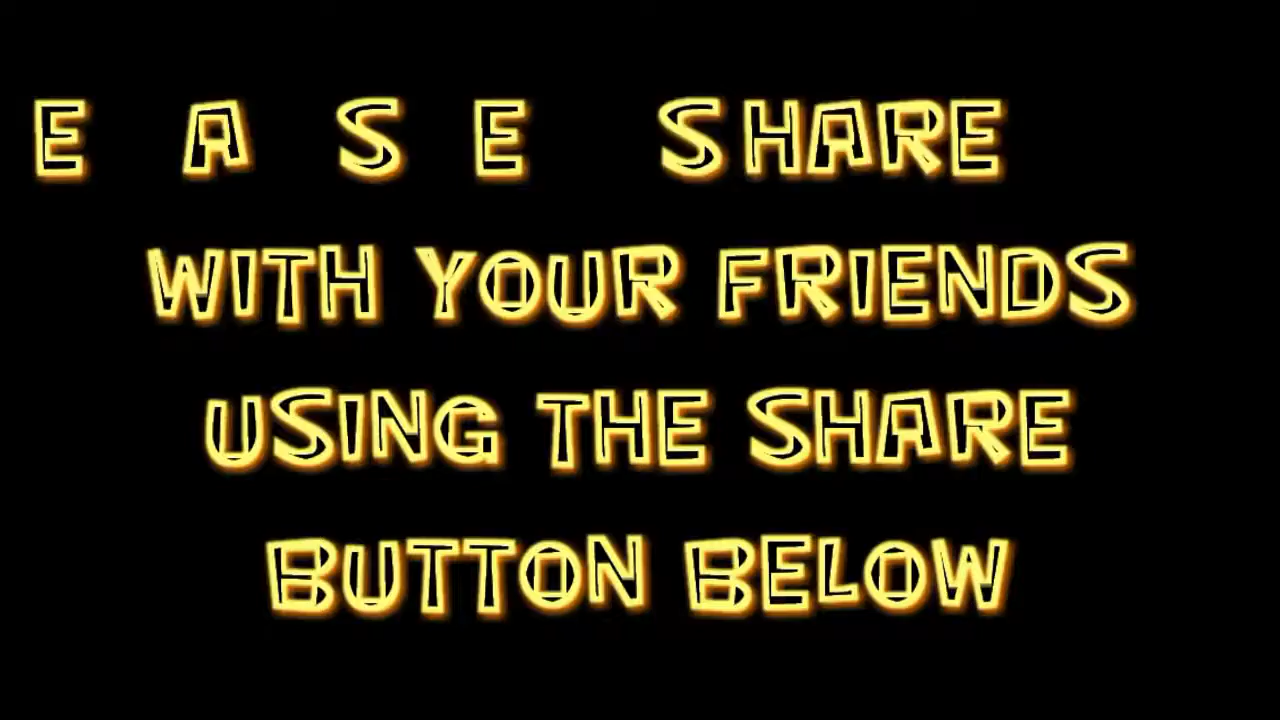 E A S E SHARE
WITH YOUR FRIENDS
USING THE SHARE
BUTTON BELOW